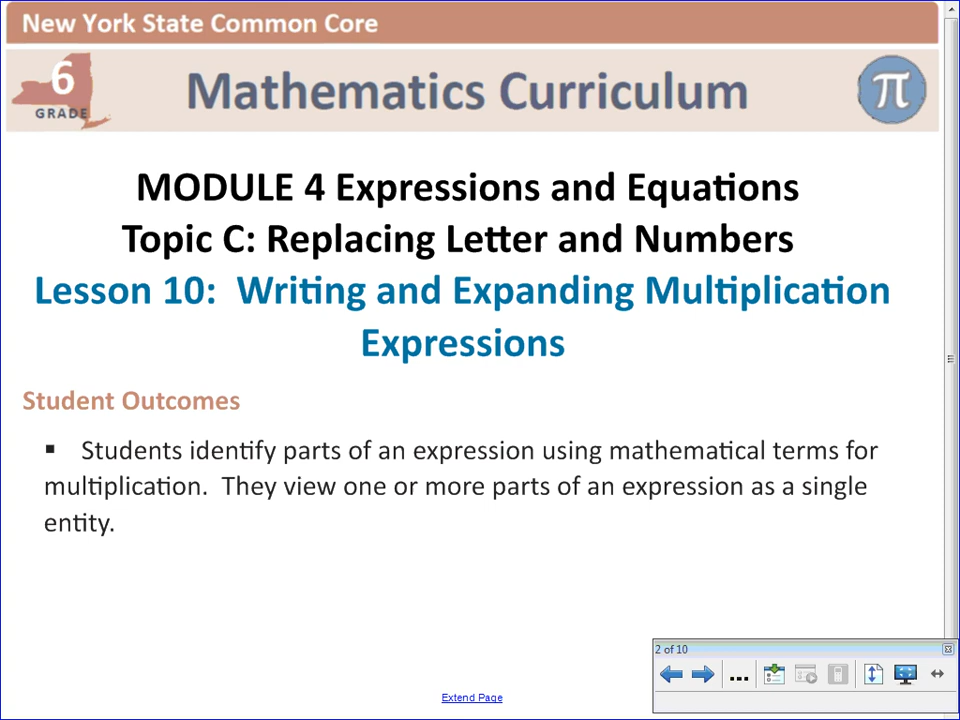 New York State Common Core
6
GRADE
Mathematics Curriculum
π
MODULE 4 Expressions and Equations
Topic C: Replacing Letter and Numbers
Lesson 10:  Writing and Expanding Multiplication
Expressions
Student Outcomes
▪ Students identify parts of an expression using mathematical terms for
multiplication.  They view one or more parts of an expression as a single
entity.
2 of 10
...
Extend Page